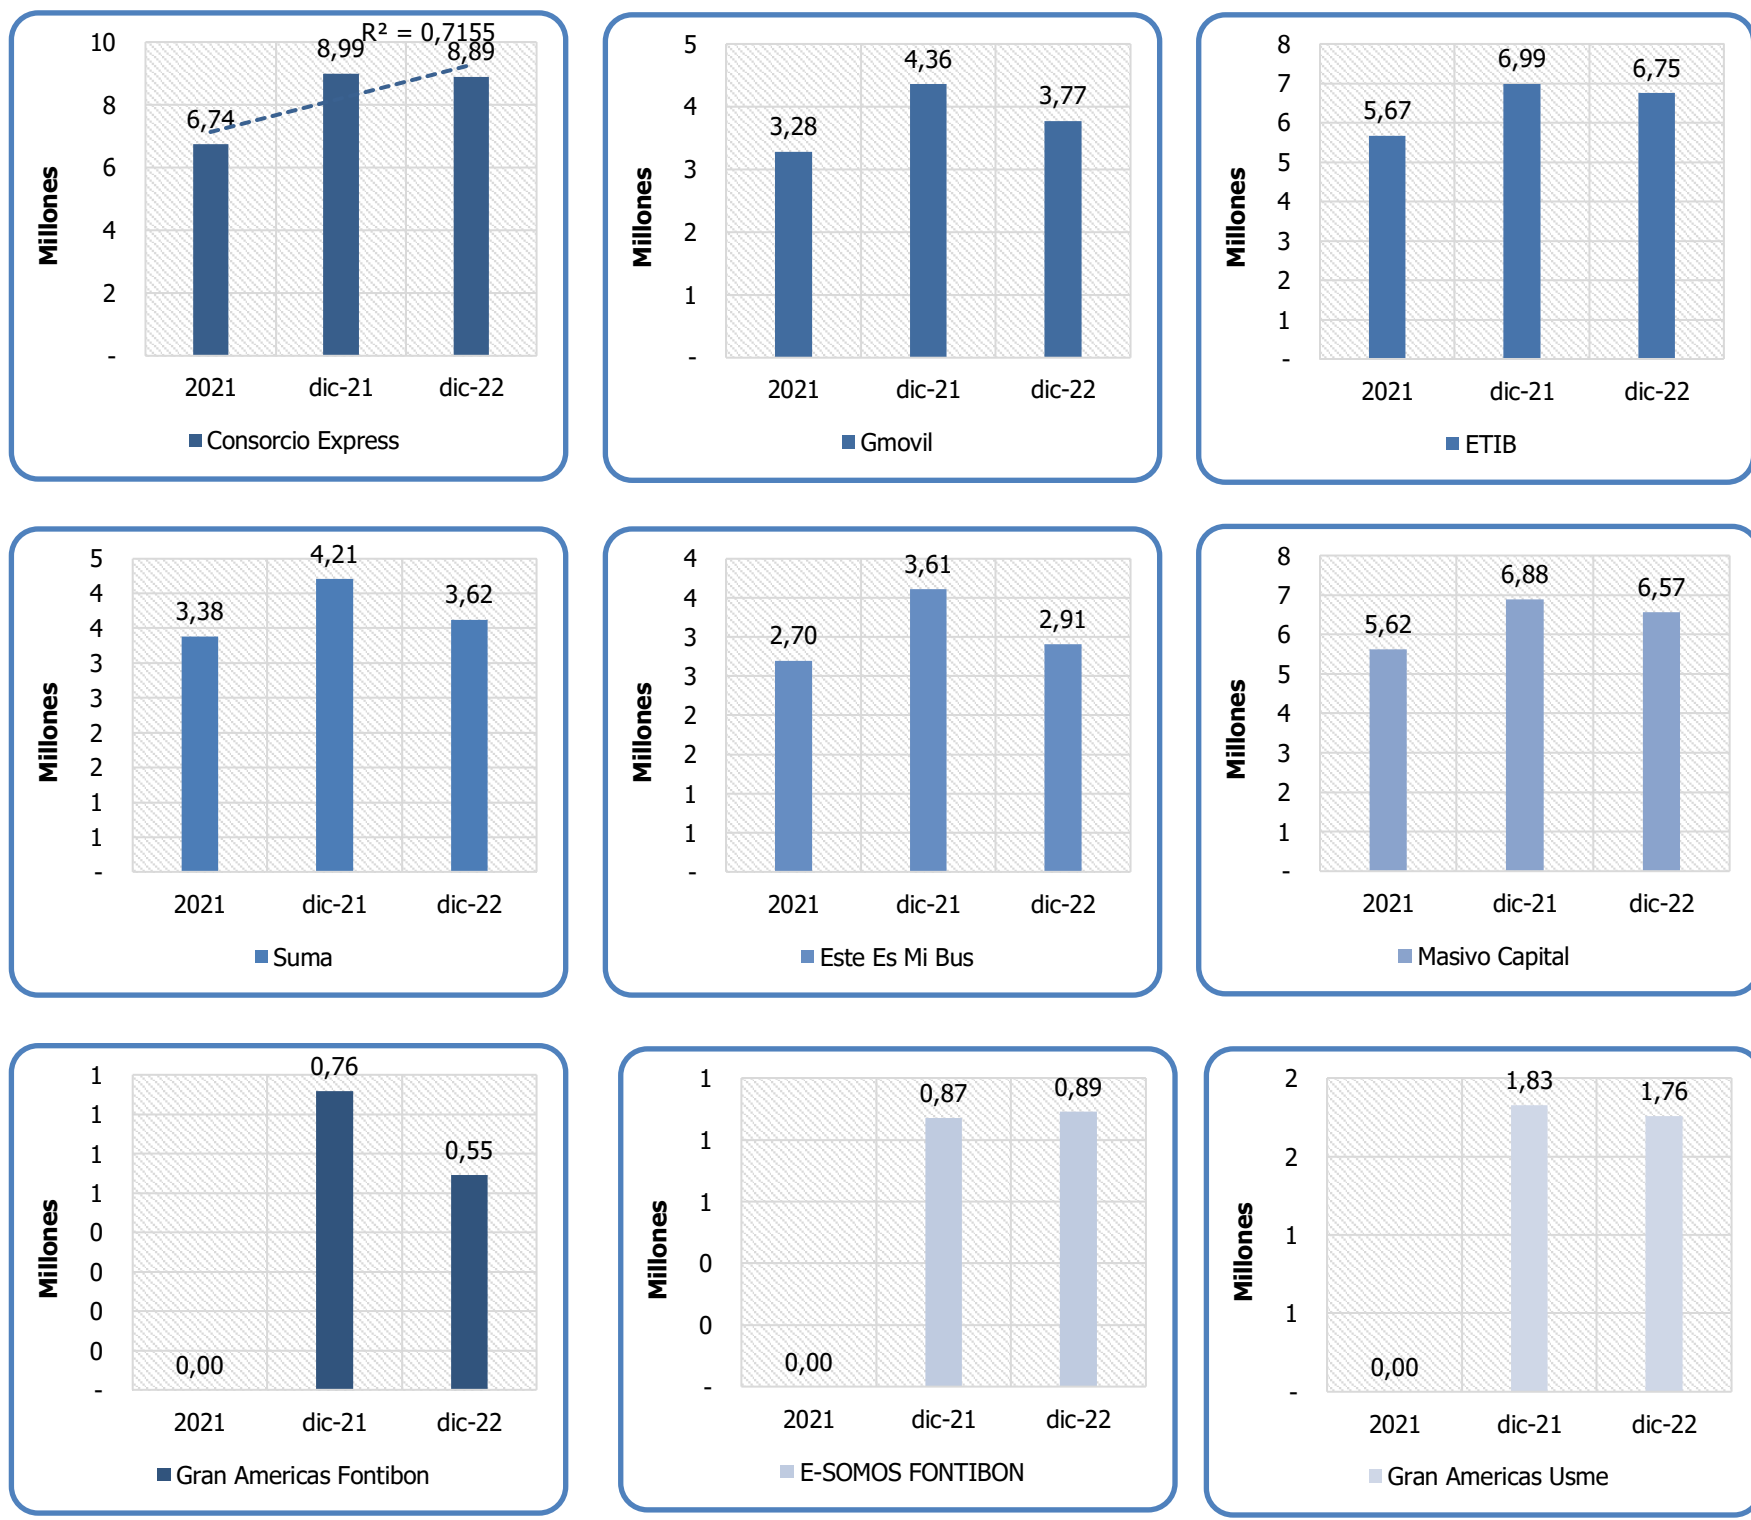 R² = 0,7155
10
8
6
4
2
-
Millones
6,74
8,99
8,89
2021
dic-21
dic-22
Consorcio Express
5
4
3
2
1
-
Millones
3,28
4,36
3,77
2021
dic-21
dic-22
Gmovil
8
7
6
5
4
3
2
1
-
Millones
5,67
6,99
6,75
2021
dic-21
dic-22
ETIB
5
4
4
3
3
2
2
1
1
-
Millones
3,38
4,21
3,62
2021
dic-21
dic-22
Suma
4
4
3
3
2
2
1
1
-
Millones
2,70
3,61
2,91
2021
dic-21
dic-22
Este Es Mi Bus
8
7
6
5
4
3
2
1
-
Millones
5,62
6,88
6,57
2021
dic-21
dic-22
Masivo Capital
1
1
1
1
0
0
0
0
-
Millones
0,00
0,76
0,55
2021
dic-21
dic-22
Gran Americas Fontibon
1
1
1
0
0
-
Millones
0,00
0,87
0,89
2021
dic-21
dic-22
E-SOMOS FONTIBON
2
2
1
1
-
Millones
0,00
1,83
1,76
2021
dic-21
dic-22
Gran Americas Usme